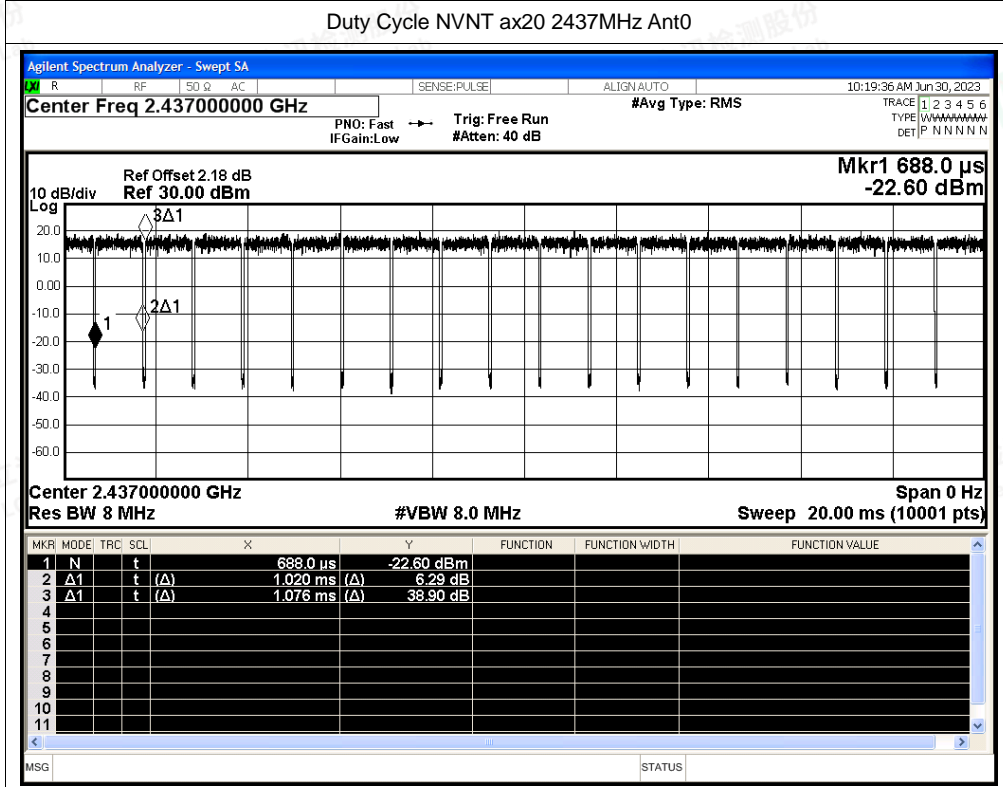 Duty Cycle NVNT ax20 2437MHz Ant0
Agilent Spectrum Analyzer - Swept SA
LXI R RF 50 Ω AC SENSE:PULSE ALIGN AUTO 10:19:36 AM Jun 30, 2023
Center Freq 2.437000000 GHz #Avg Type: RMS TRACE 1 2 3 4 5 6
PNO: Fast Trig: Free Run TYPE
IFGain:Low #Atten: 40 dB DET P N N N N N
Mkr1 688.0 µs
Ref Offset 2.18 dB
10 dB/div Ref 30.00 dBm -22.60 dBm
Log
3Δ1
20.0
10.0
0.00
-10.0
2Δ1
1
-20.0
-30.0
-40.0
-50.0
-60.0
Center 2.437000000 GHz Span 0 Hz
Res BW 8 MHz #VBW 8.0 MHz Sweep 20.00 ms (10001 pts)
MKR MODE TRC SCL X Y FUNCTION FUNCTION WIDTH FUNCTION VALUE
1 N t 688.0 µs -22.60 dBm
2 Δ1 t (Δ) 1.020 ms (Δ) 6.29 dB
3 Δ1 t (Δ) 1.076 ms (Δ) 38.90 dB
4
5
6
7
8
9
10
11
MSG STATUS